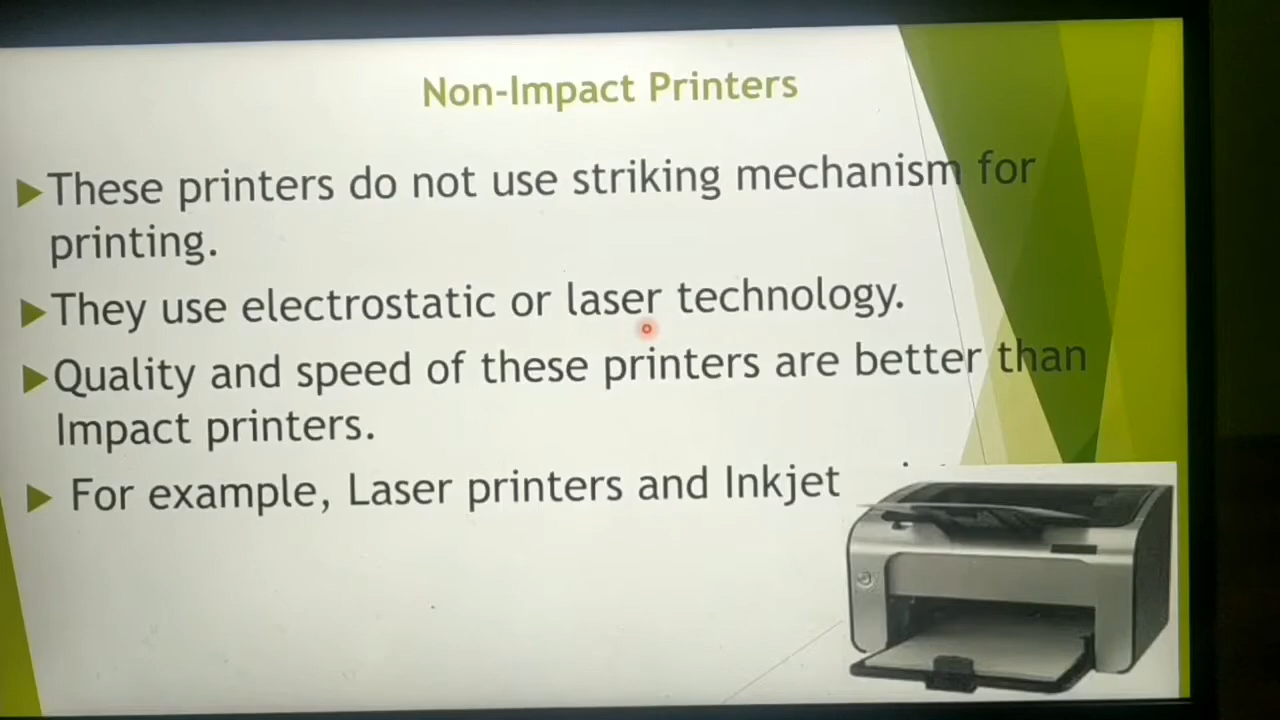 Non-Impact Printers
These printers do not use striking mechanism for
printing.
They use electrostatic or laser technology.
Quality and speed of these printers are better than
Impact printers.
For example, Laser printers and Inkjet